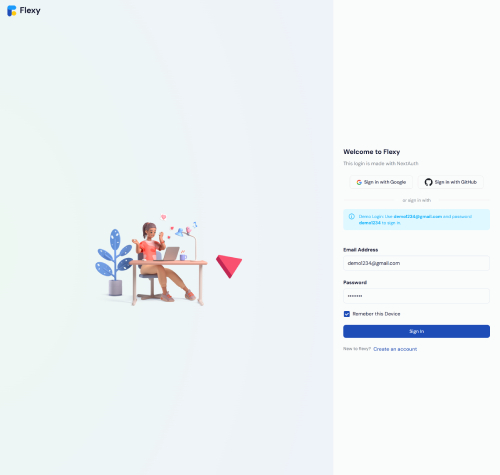 Flexy
Welcome to Flexy
This login is made with NextAuth
Sign in with Google
Sign in with GitHub
or sign in with
Demo Login: Use demo1234@gmail.com and password
demo1234 to sign in
Email Address
demo1234@gmail.com
Password
•••••••
Remeber this Device
Sign In
New to Flexy? Create an account